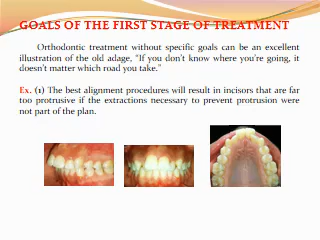 GOALS OF THE FIRST STAGE OF TREATMENT
Orthodontic treatment without specific goals can be an excellent
illustration of the old adage, “If you don’t know where you’re going, it
doesn’t matter which road you take.”
Ex. (1) The best alignment procedures will result in incisors that are far
too protrusive if the extractions necessary to prevent protrusion were
not part of the plan.